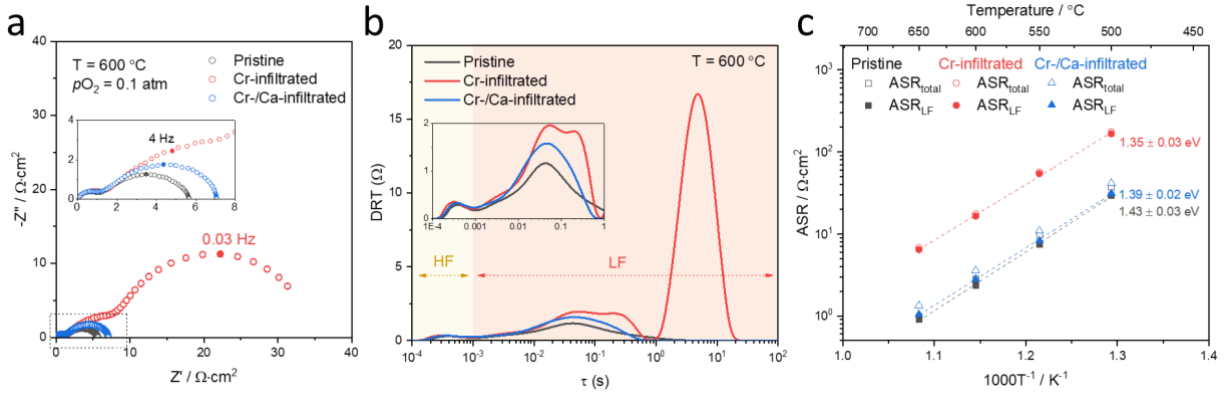 a
T = 600 °C
pO₂ = 0.1 atm
Pristine
Cr-infiltrated
Cr-/Ca-infiltrated
4 Hz
0.03 Hz
-Z'' / Ω·cm²
Z' / Ω·cm²
-40
-35
-30
-25
-20
-15
-10
-5
0
0
10
20
30
40
4
2
0
0
2
4
6
8
b
Pristine
Cr-infiltrated
Cr-/Ca-infiltrated
T = 600 °C
DRT (Ω)
20
15
10
5
0
2
1
0
1E-4
0.001
0.01
0.1
1
HF
LF
10⁻⁴
10⁻³
10⁻²
10⁻¹
10⁰
10¹
10²
τ (s)
c
Temperature / °C
700
650
600
550
500
450
Pristine
Cr-infiltrated
Cr-/Ca-infiltrated
ASRtotal
ASRtotal
ASRtotal
ASRLF
ASRLF
ASRLF
ASR / Ω·cm²
10³
10²
10¹
10⁰
1.35 ± 0.03 eV
1.39 ± 0.02 eV
1.43 ± 0.03 eV
1.0
1.1
1.2
1.3
1.4
1000T⁻¹ / K⁻¹